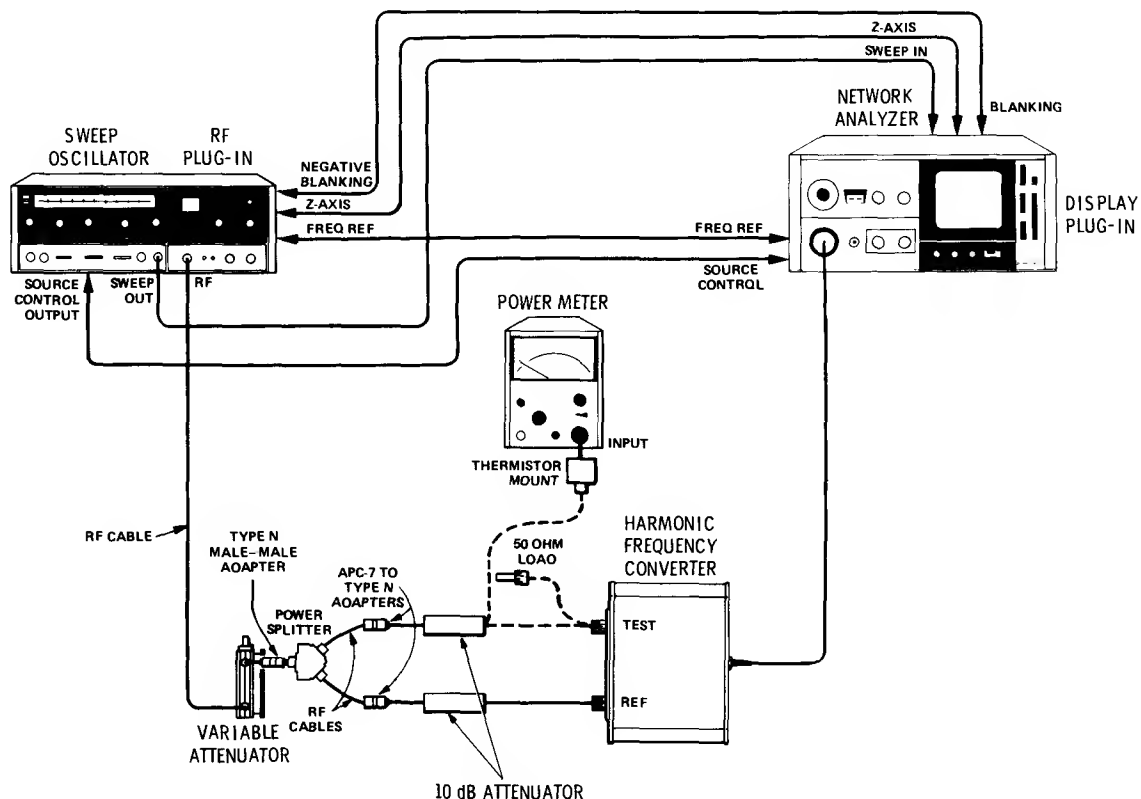 Z-AXIS
SWEEP IN
NETWORK
ANALYZER
BLANKING
SWEEP
OSCILLATOR
RF
PLUG-IN
NEGATIVE
BLANKING
Z-AXIS
FREQ REF
FREQ REF
DISPLAY
PLUG-IN
SOURCE
CONTROL
OUTPUT
SWEEP
OUT
RF
SOURCE
CONTROL
POWER METER
INPUT
THERMISTOR
MOUNT
RF CABLE
TYPE N
MALE-MALE
AOAPTER
50 OHM
LOAO
HARMONIC
FREQUENCY
CONVERTER
APC-7 TO
TYPE N
AOAPTERS
POWER
SPLITTER
TEST
REF
RF
CABLES
VARIABLE
ATTENUATOR
10 dB ATTENUATOR